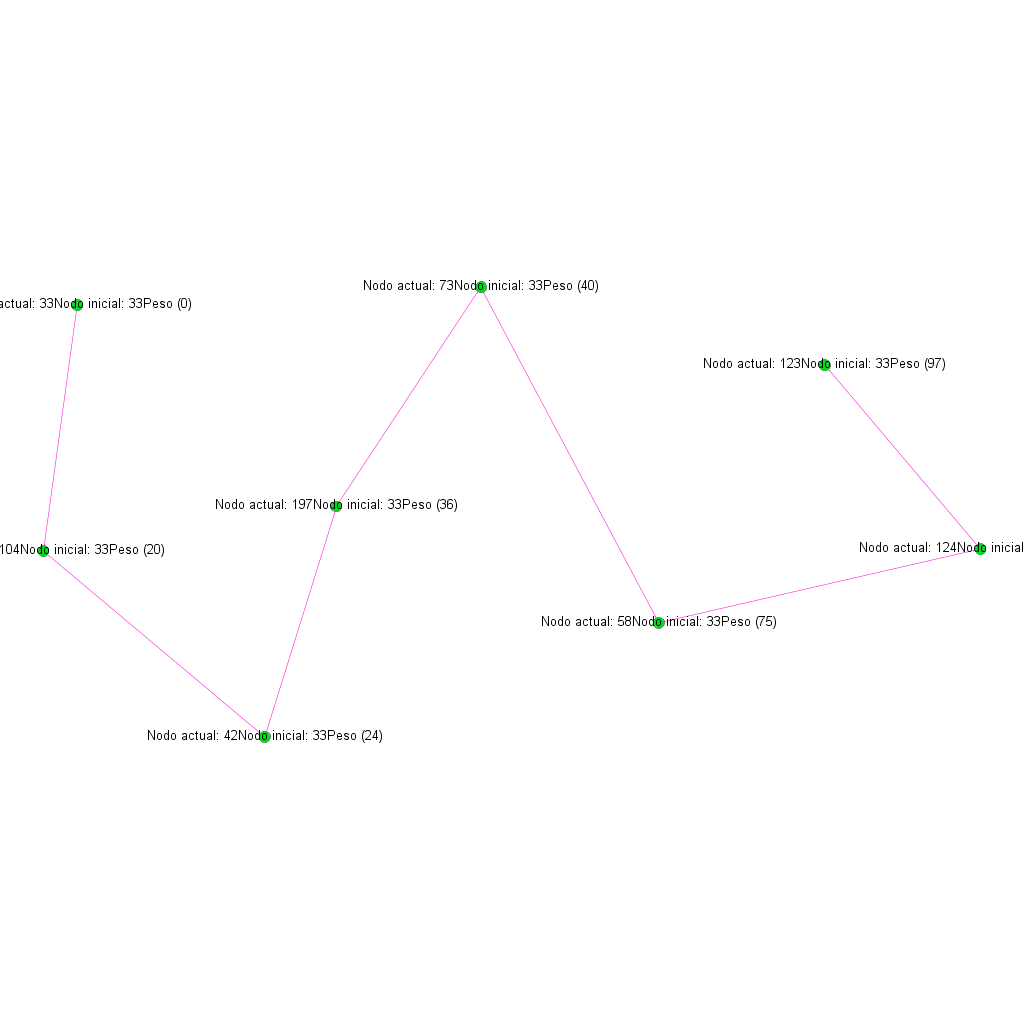 Nodo actual: 73Nodo inicial: 33Peso (40)
actual: 33Nodo inicial: 33Peso (0)
Nodo actual: 123Nodo inicial: 33Peso (97)
Nodo actual: 197Nodo inicial: 33Peso (36)
104Nodo inicial: 33Peso (20)
Nodo actual: 124Nodo inicial
Nodo actual: 58Nodo inicial: 33Peso (75)
Nodo actual: 42Nodo inicial: 33Peso (24)